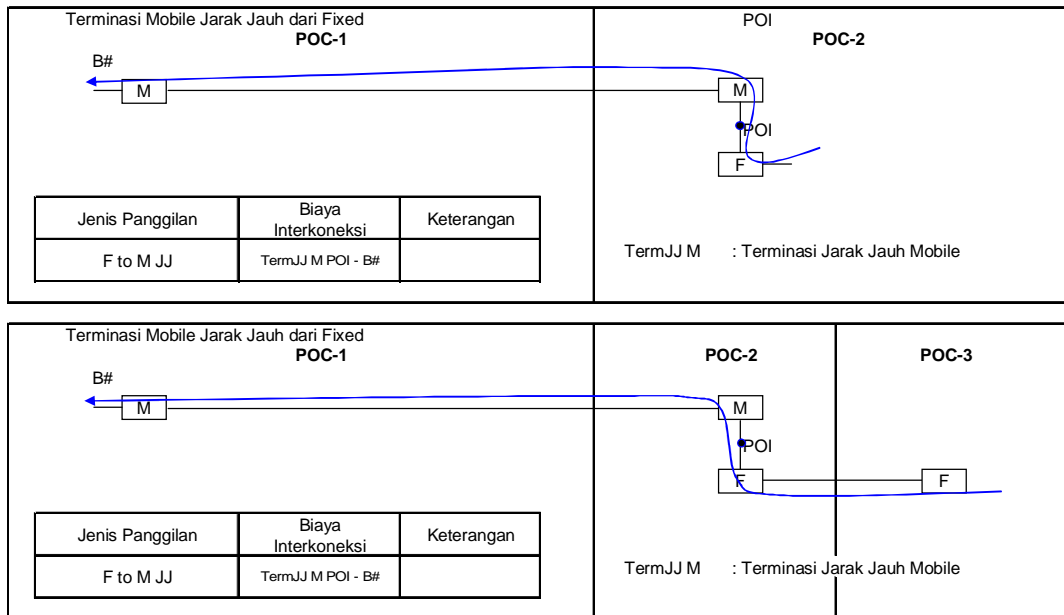 Terminasi Mobile Jarak Jauh dari Fixed
POC-1
POI
POC-2
B#
M
M
POI
F
Jenis Panggilan
Biaya
Interkoneksi
Keterangan
F to M JJ
TermJJ M POI - B#
TermJJ M : Terminasi Jarak Jauh Mobile
Terminasi Mobile Jarak Jauh dari Fixed
POC-1
POC-2
POC-3
B#
M
M
POI
F
F
Jenis Panggilan
Biaya
Interkoneksi
Keterangan
F to M JJ
TermJJ M POI - B#
TermJJ M : Terminasi Jarak Jauh Mobile